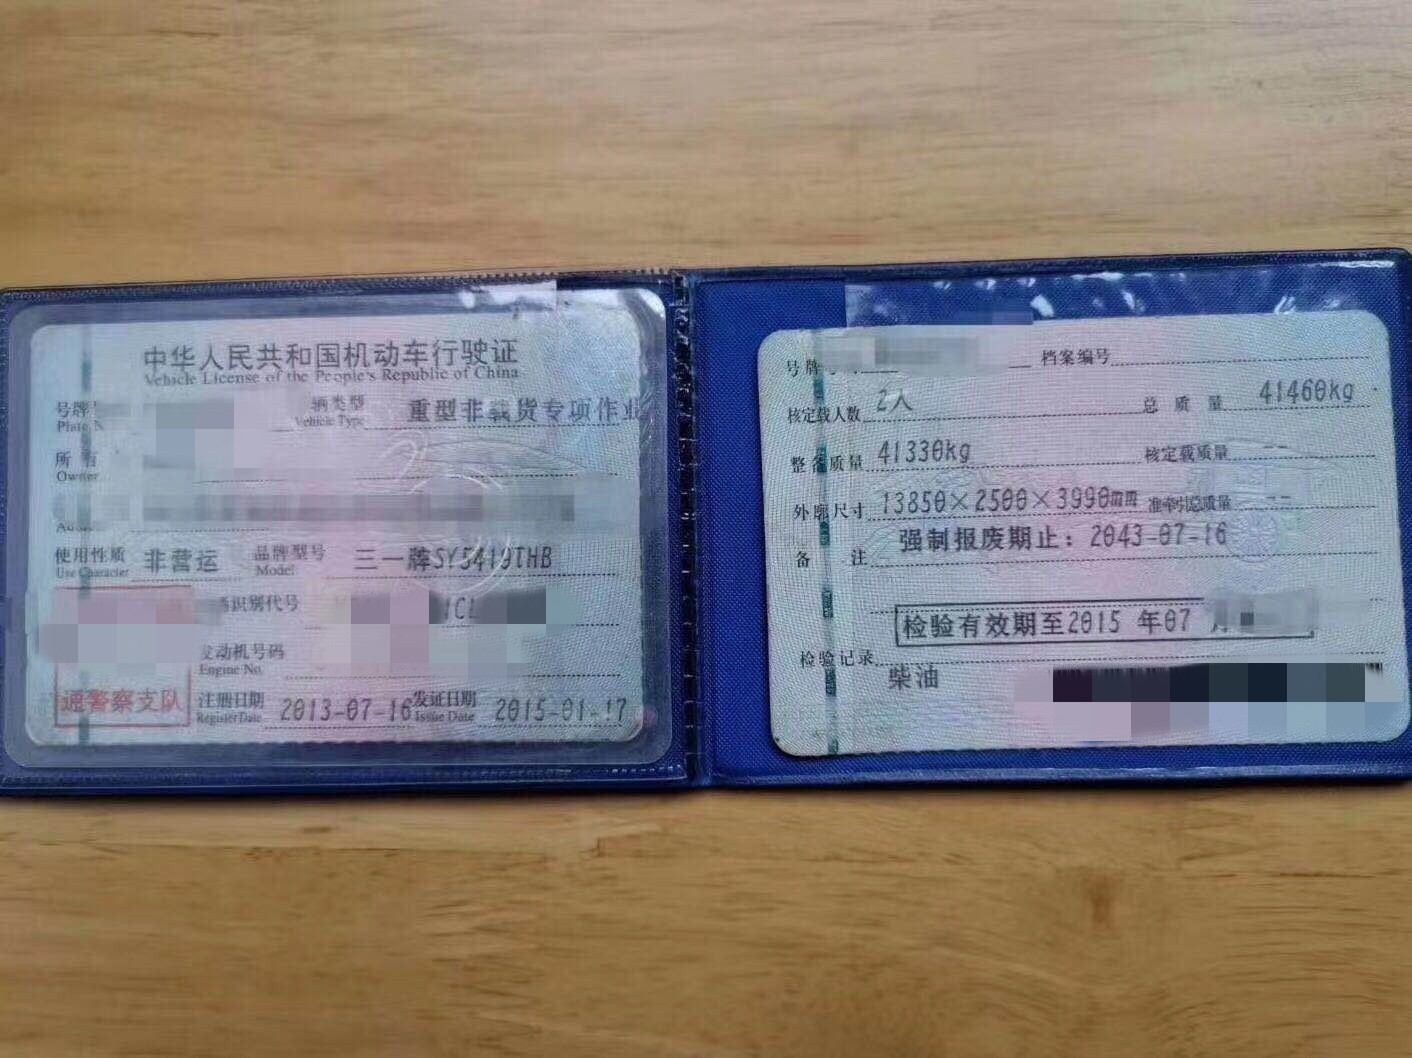 中华人民共和国机动车行驶证
Vehicle License of the People's Republic of China
号牌
Plate N
辆类型 重型非载货专项作业
Vehicle Type
所 有
Owner
使用性质 非营运 品牌型号 三一牌SY5419THB
Use Character Model
识别代号
发动机号码
Engine No.
通警察支队
注册日期 2013-07-16 发证日期 2015-01-17
Register Date Issue Date
号牌 档案编号
核定载人数 2人 总质量 41460kg
整备质量 41330kg 核定载质量 --
外廓尺寸 13850×2500×3990mm 准牵引总质量 --
备注 强制报废期止：2043-07-16
检验有效期至2015 年07
检验记录
柴油